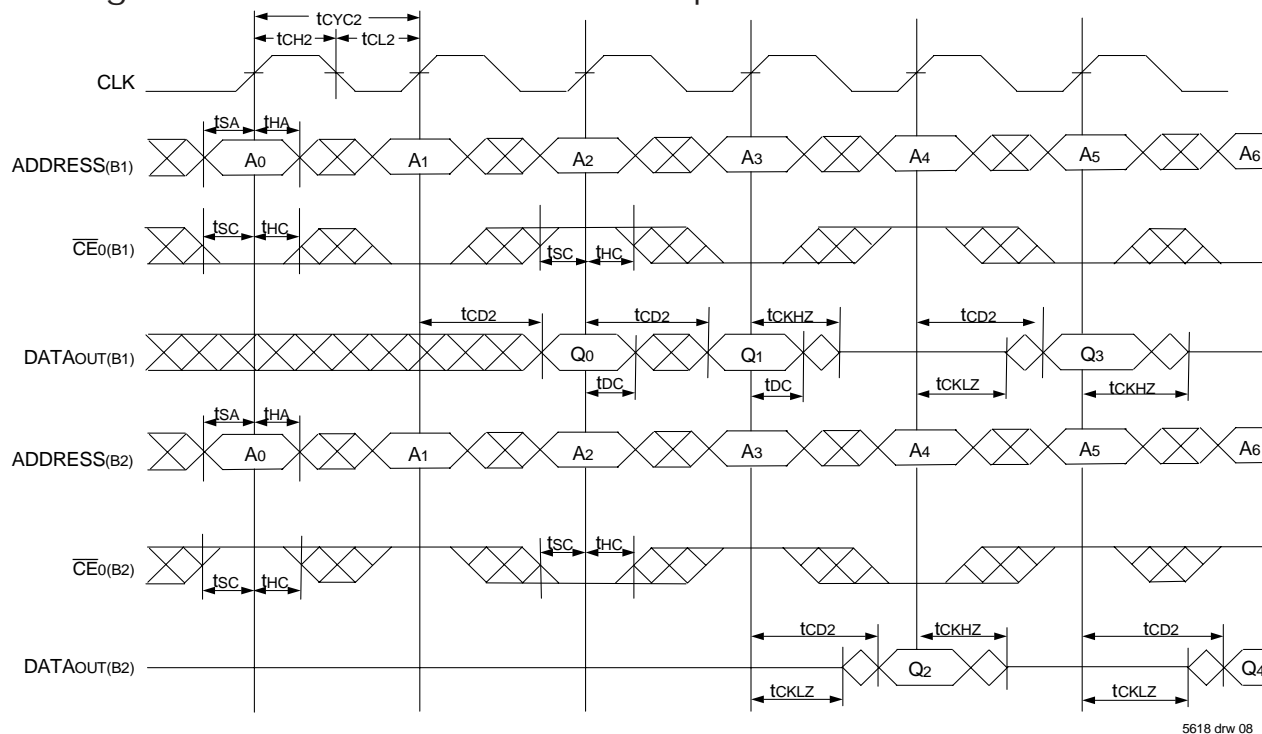 tCYC2
tCH2 tCL2
CLK
tSA tHA
ADDRESS(B1) A0 A1 A2 A3 A4 A5 A6
tSC tHC tSC tHC
CE0(B1)
tCD2 tCD2 tCKHZ tCD2
DATAOUT(B1) Q0 Q1 Q3
tDC tDC tCKLZ tCKHZ
tSA tHA
ADDRESS(B2) A0 A1 A2 A3 A4 A5 A6
tSC tHC
CE0(B2)
tSC tHC
tCD2 tCKHZ tCD2
DATAOUT(B2) Q2 Q4
tCKLZ tCKLZ
5618 drw 08